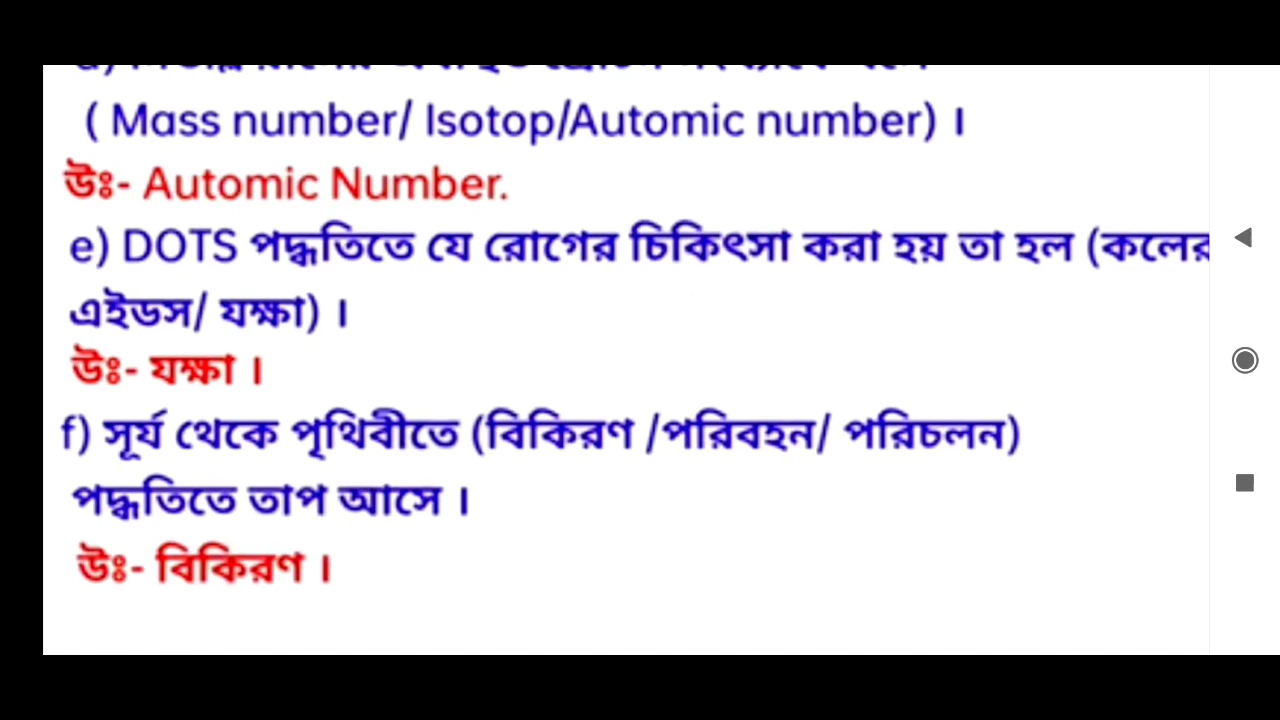 ( Mass number/ Isotop/Automic number) ।
উঃ- Automic Number.
e) DOTS পদ্ধতিতে যে রোগের চিকিৎসা করা হয় তা হল (কলের
এইডস/ যক্ষা) ।
উঃ- যক্ষা ।
f) সূর্য থেকে পৃথিবীতে (বিকিরণ /পরিবহন/ পরিচলন)
পদ্ধতিতে তাপ আসে ।
উঃ- বিকিরণ ।